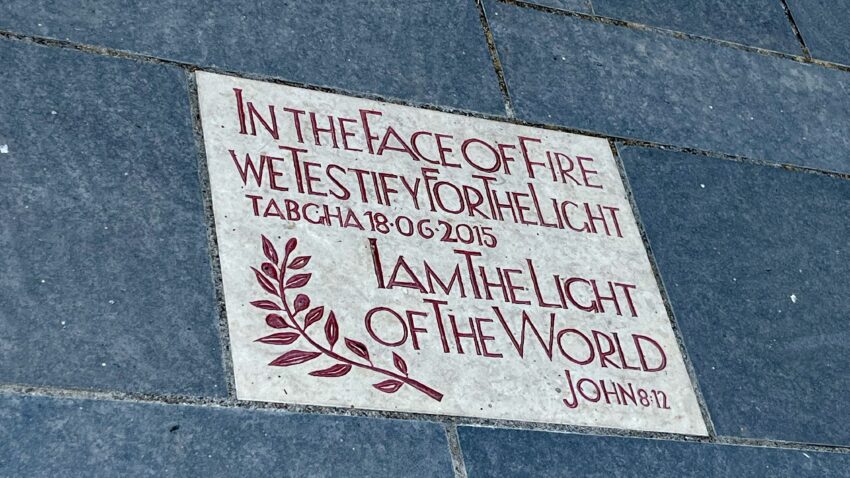 IN THE FACE OF FIRE
WE TESTIFY FOR THE LIGHT
TABGHA 18·06·2015
I AM THE LIGHT
OF THE WORLD
JOHN 8:12